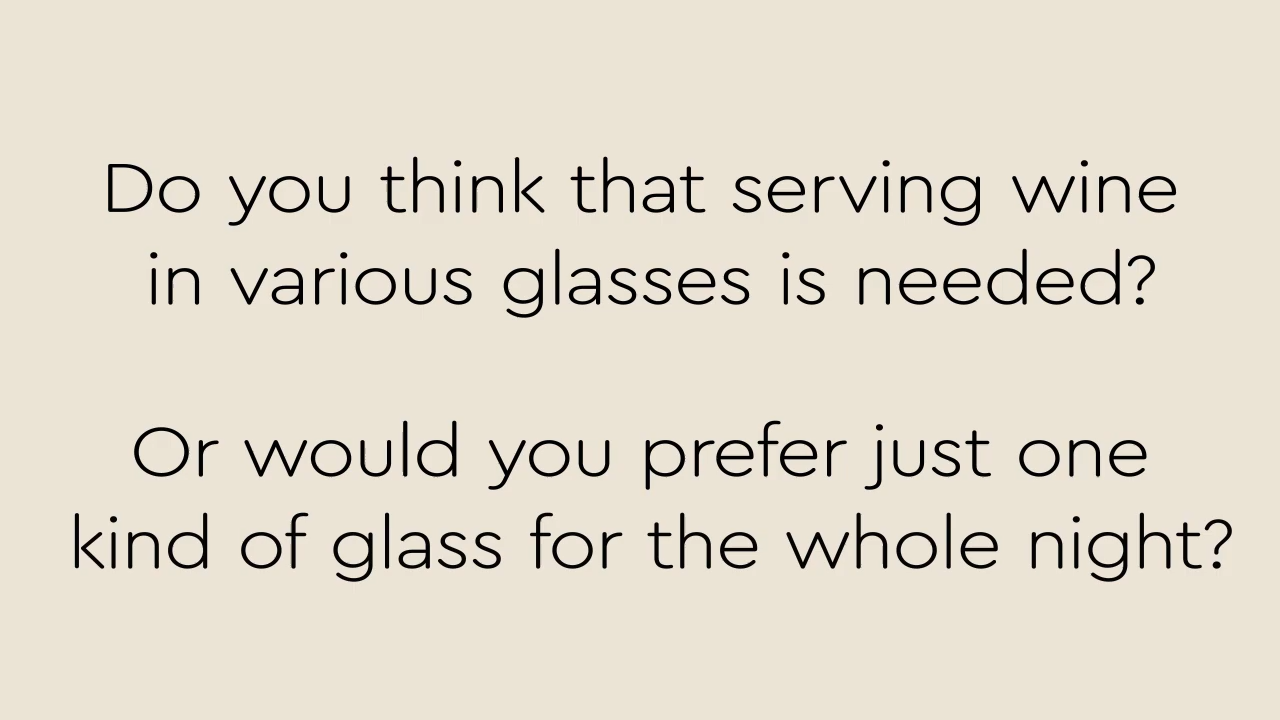 Do you think that serving wine
in various glasses is needed?
Or would you prefer just one
kind of glass for the whole night?